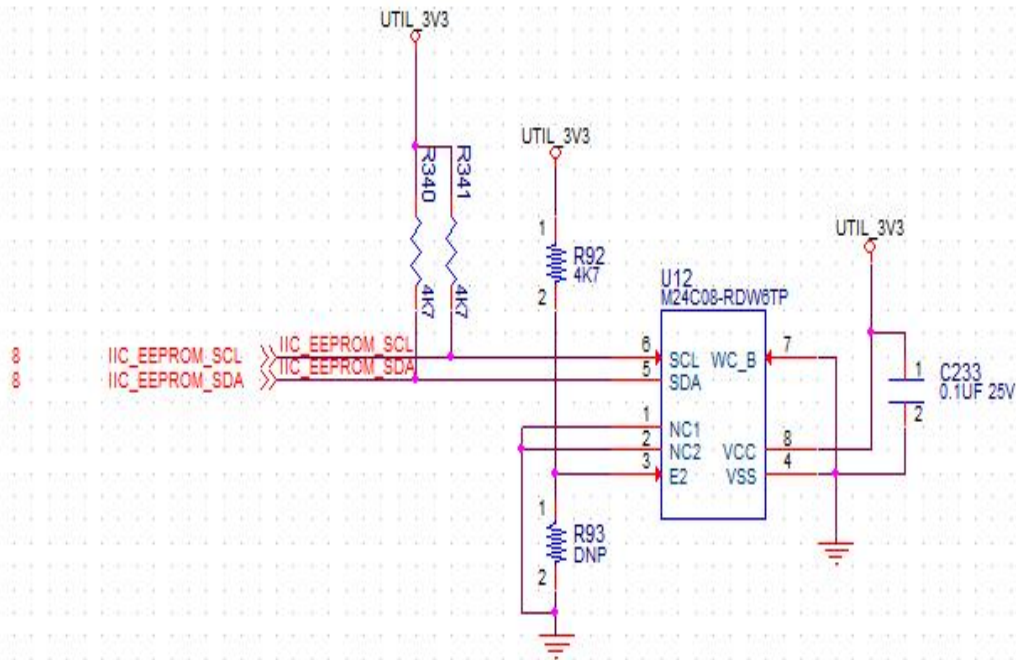 UTIL_3V3
UTIL_3V3
R340
R341
4K7
4K7
1
R92
4K7
2
UTIL_3V3
U12
M24C08-RDW6TP
8 IIC_EEPROM_SCL IIC_EEPROM_SCL
8 IIC_EEPROM_SDA IIC_EEPROM_SDA
6 SCL WC_B 7
5 SDA
1 NC1
2 NC2 VCC 8
3 E2 VSS 4
1
C233
0.1UF 25V
2
1
R93
DNP
2